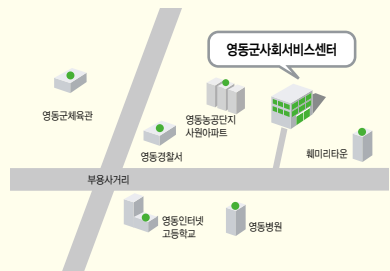 영동군사회서비스센터
영동군체육관
영동농공단지
사원아파트
영동경찰서
훼미리타운
부용사거리
영동인터넷
고등학교
영동병원